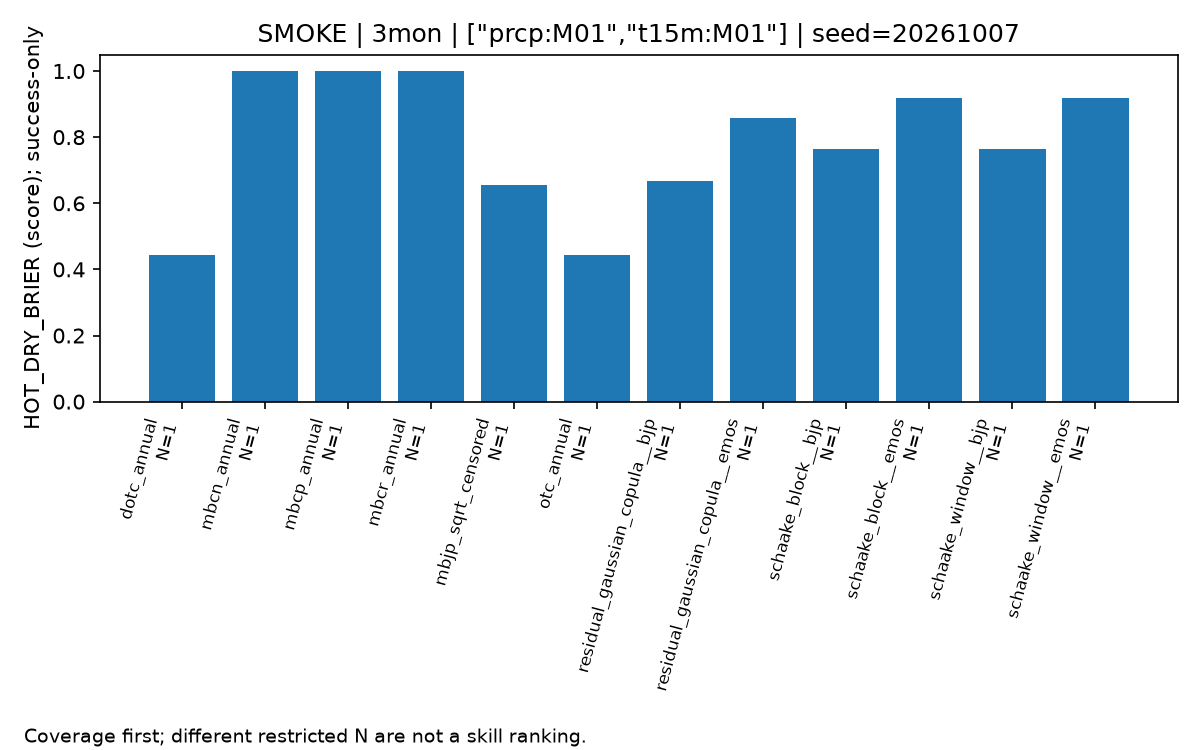 SMOKE | 3mon | ["prcp:M01","t15m:M01"] | seed=20261007
HOT_DRY_BRIER (score); success-only
1.0
0.8
0.6
0.4
0.2
0.0
dotc_annual
N=1
mbcn_annual
N=1
mbcp_annual
N=1
mbcr_annual
N=1
mbjp_sqrt_censored
N=1
otc_annual
N=1
residual_gaussian_copula__bjp
N=1
residual_gaussian_copula__emos
N=1
schaake_block__bjp
N=1
schaake_block__emos
N=1
schaake_window__bjp
N=1
schaake_window__emos
N=1
Coverage first; different restricted N are not a skill ranking.